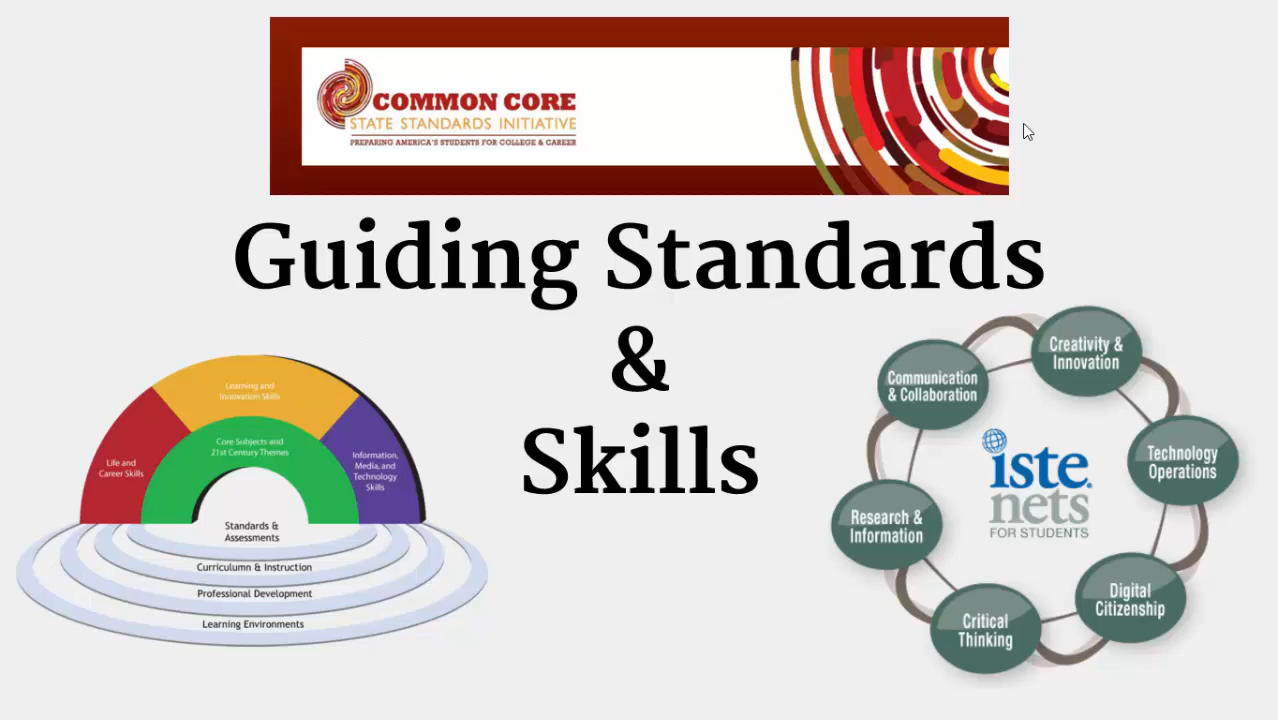 COMMON CORE
STATE STANDARDS INITIATIVE
PREPARING AMERICA'S STUDENTS FOR COLLEGE & CAREER
Guiding Standards
&
Skills
Learning and
Innovation Skills
Core Subjects and
21st Century Themes
Life and
Career Skills
Information,
Media, and
Technology
Skills
Standards &
Assessments
Curriculumn & Instruction
Professional Development
Learning Environments
Creativity &
Innovation
Communication
& Collaboration
Technology
Operations
Research &
Information
Digital
Citizenship
Critical
Thinking
iste®
nets
FOR STUDENTS